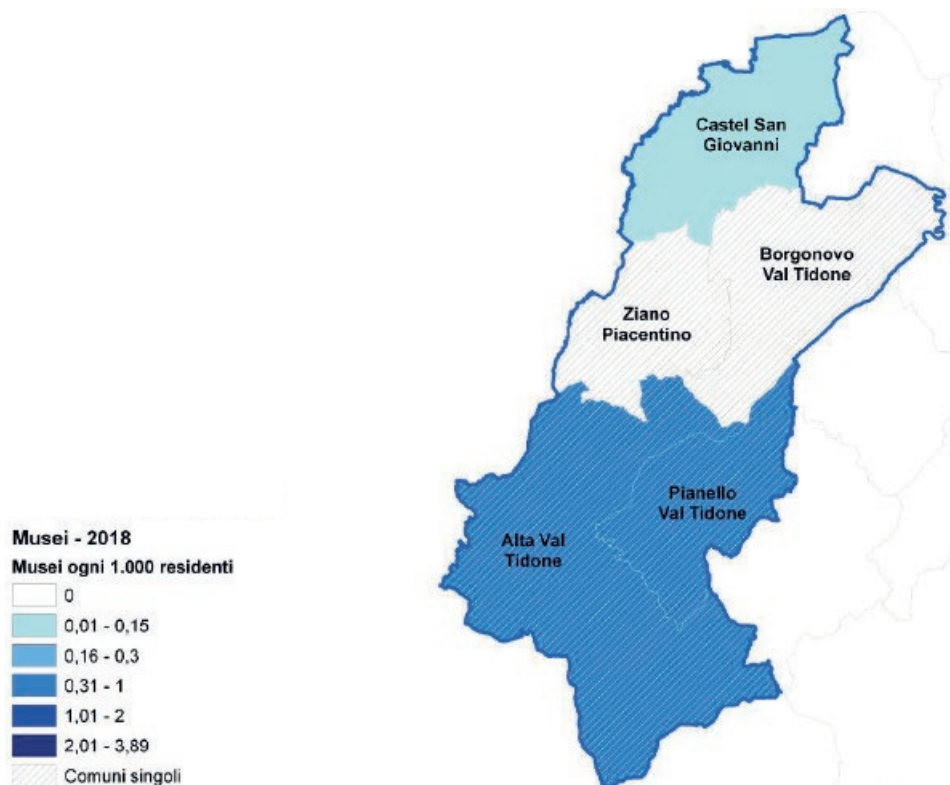 Castel San
Giovanni
Borgonovo
Val Tidone
Ziano
Piacentino
Pianello
Val Tidone
Alta Val
Tidone
Musei - 2018
Musei ogni 1.000 residenti
0
0,01 - 0,15
0,16 - 0,3
0,31 - 1
1,01 - 2
2,01 - 3,89
Comuni singoli